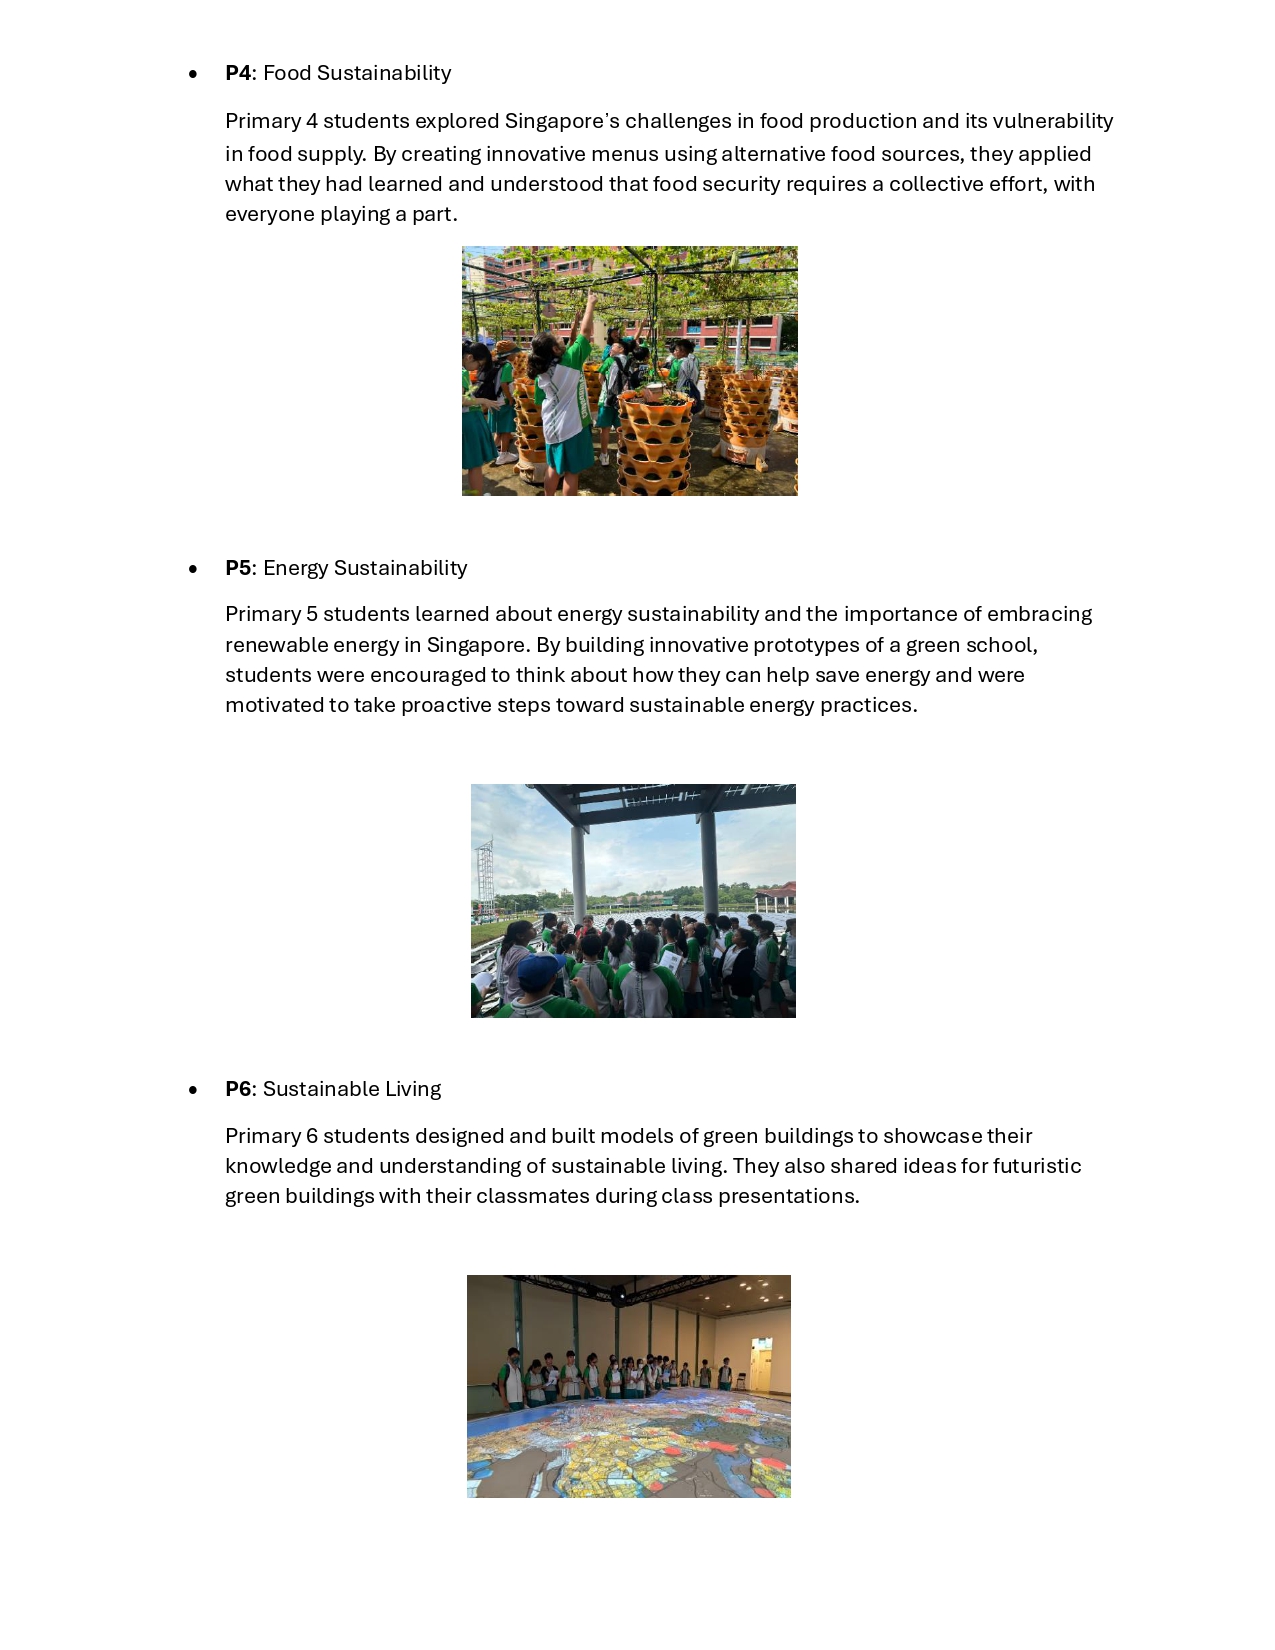 • P4: Food Sustainability
Primary 4 students explored Singapore’s challenges in food production and its vulnerability
in food supply. By creating innovative menus using alternative food sources, they applied
what they had learned and understood that food security requires a collective effort, with
everyone playing a part.
• P5: Energy Sustainability
Primary 5 students learned about energy sustainability and the importance of embracing
renewable energy in Singapore. By building innovative prototypes of a green school,
students were encouraged to think about how they can help save energy and were
motivated to take proactive steps toward sustainable energy practices.
• P6: Sustainable Living
Primary 6 students designed and built models of green buildings to showcase their
knowledge and understanding of sustainable living. They also shared ideas for futuristic
green buildings with their classmates during class presentations.